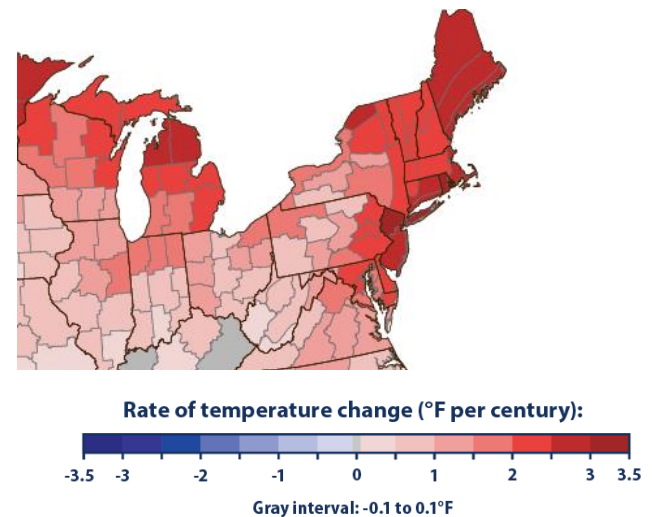 Rate of temperature change (°F per century):
-3.5 -3 -2 -1 0 1 2 3 3.5
Gray interval: -0.1 to 0.1°F